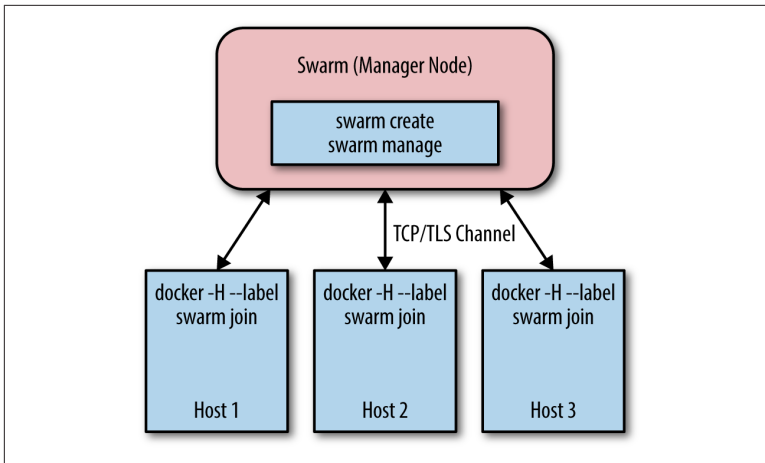 Swarm (Manager Node)
swarm create
swarm manage
TCP/TLS Channel
docker -H --label
swarm join
Host 1
docker -H --label
swarm join
Host 2
docker -H --label
swarm join
Host 3